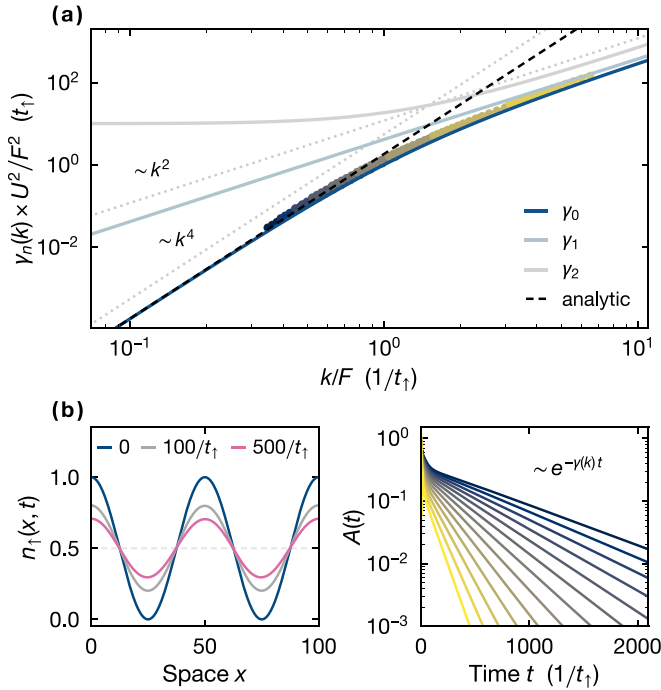 (a)
γₙ(k) × U²/F² (t↑)
10²
10⁰
10⁻²
~k²
~k⁴
γ₀
γ₁
γ₂
analytic
10⁻¹
10⁰
10¹
k/F (1/t↑)
(b)
0 100/t↑ 500/t↑
n↑(x, t)
1.0
0.5
0.0
0 50 100
Space x
A(t)
10⁰
10⁻¹
10⁻²
10⁻³
~e^{-γ(k) t}
0 1000 2000
Time t (1/t↑)